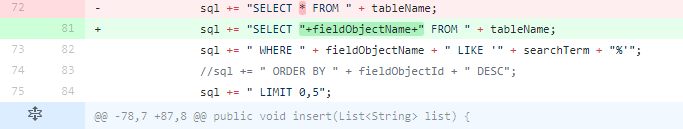 72 - sql += "SELECT * FROM " + tableName;
81 + sql += "SELECT "+fieldObjectName+" FROM " + tableName;
73 82 sql += " WHERE " + fieldObjectName + " LIKE '" + searchTerm + "%'";
74 83 //sql += " ORDER BY " + fieldObjectId + " DESC";
75 84 sql += " LIMIT 0,5";
@@ -78,7 +87,8 @@ public void insert(List<String> list) {